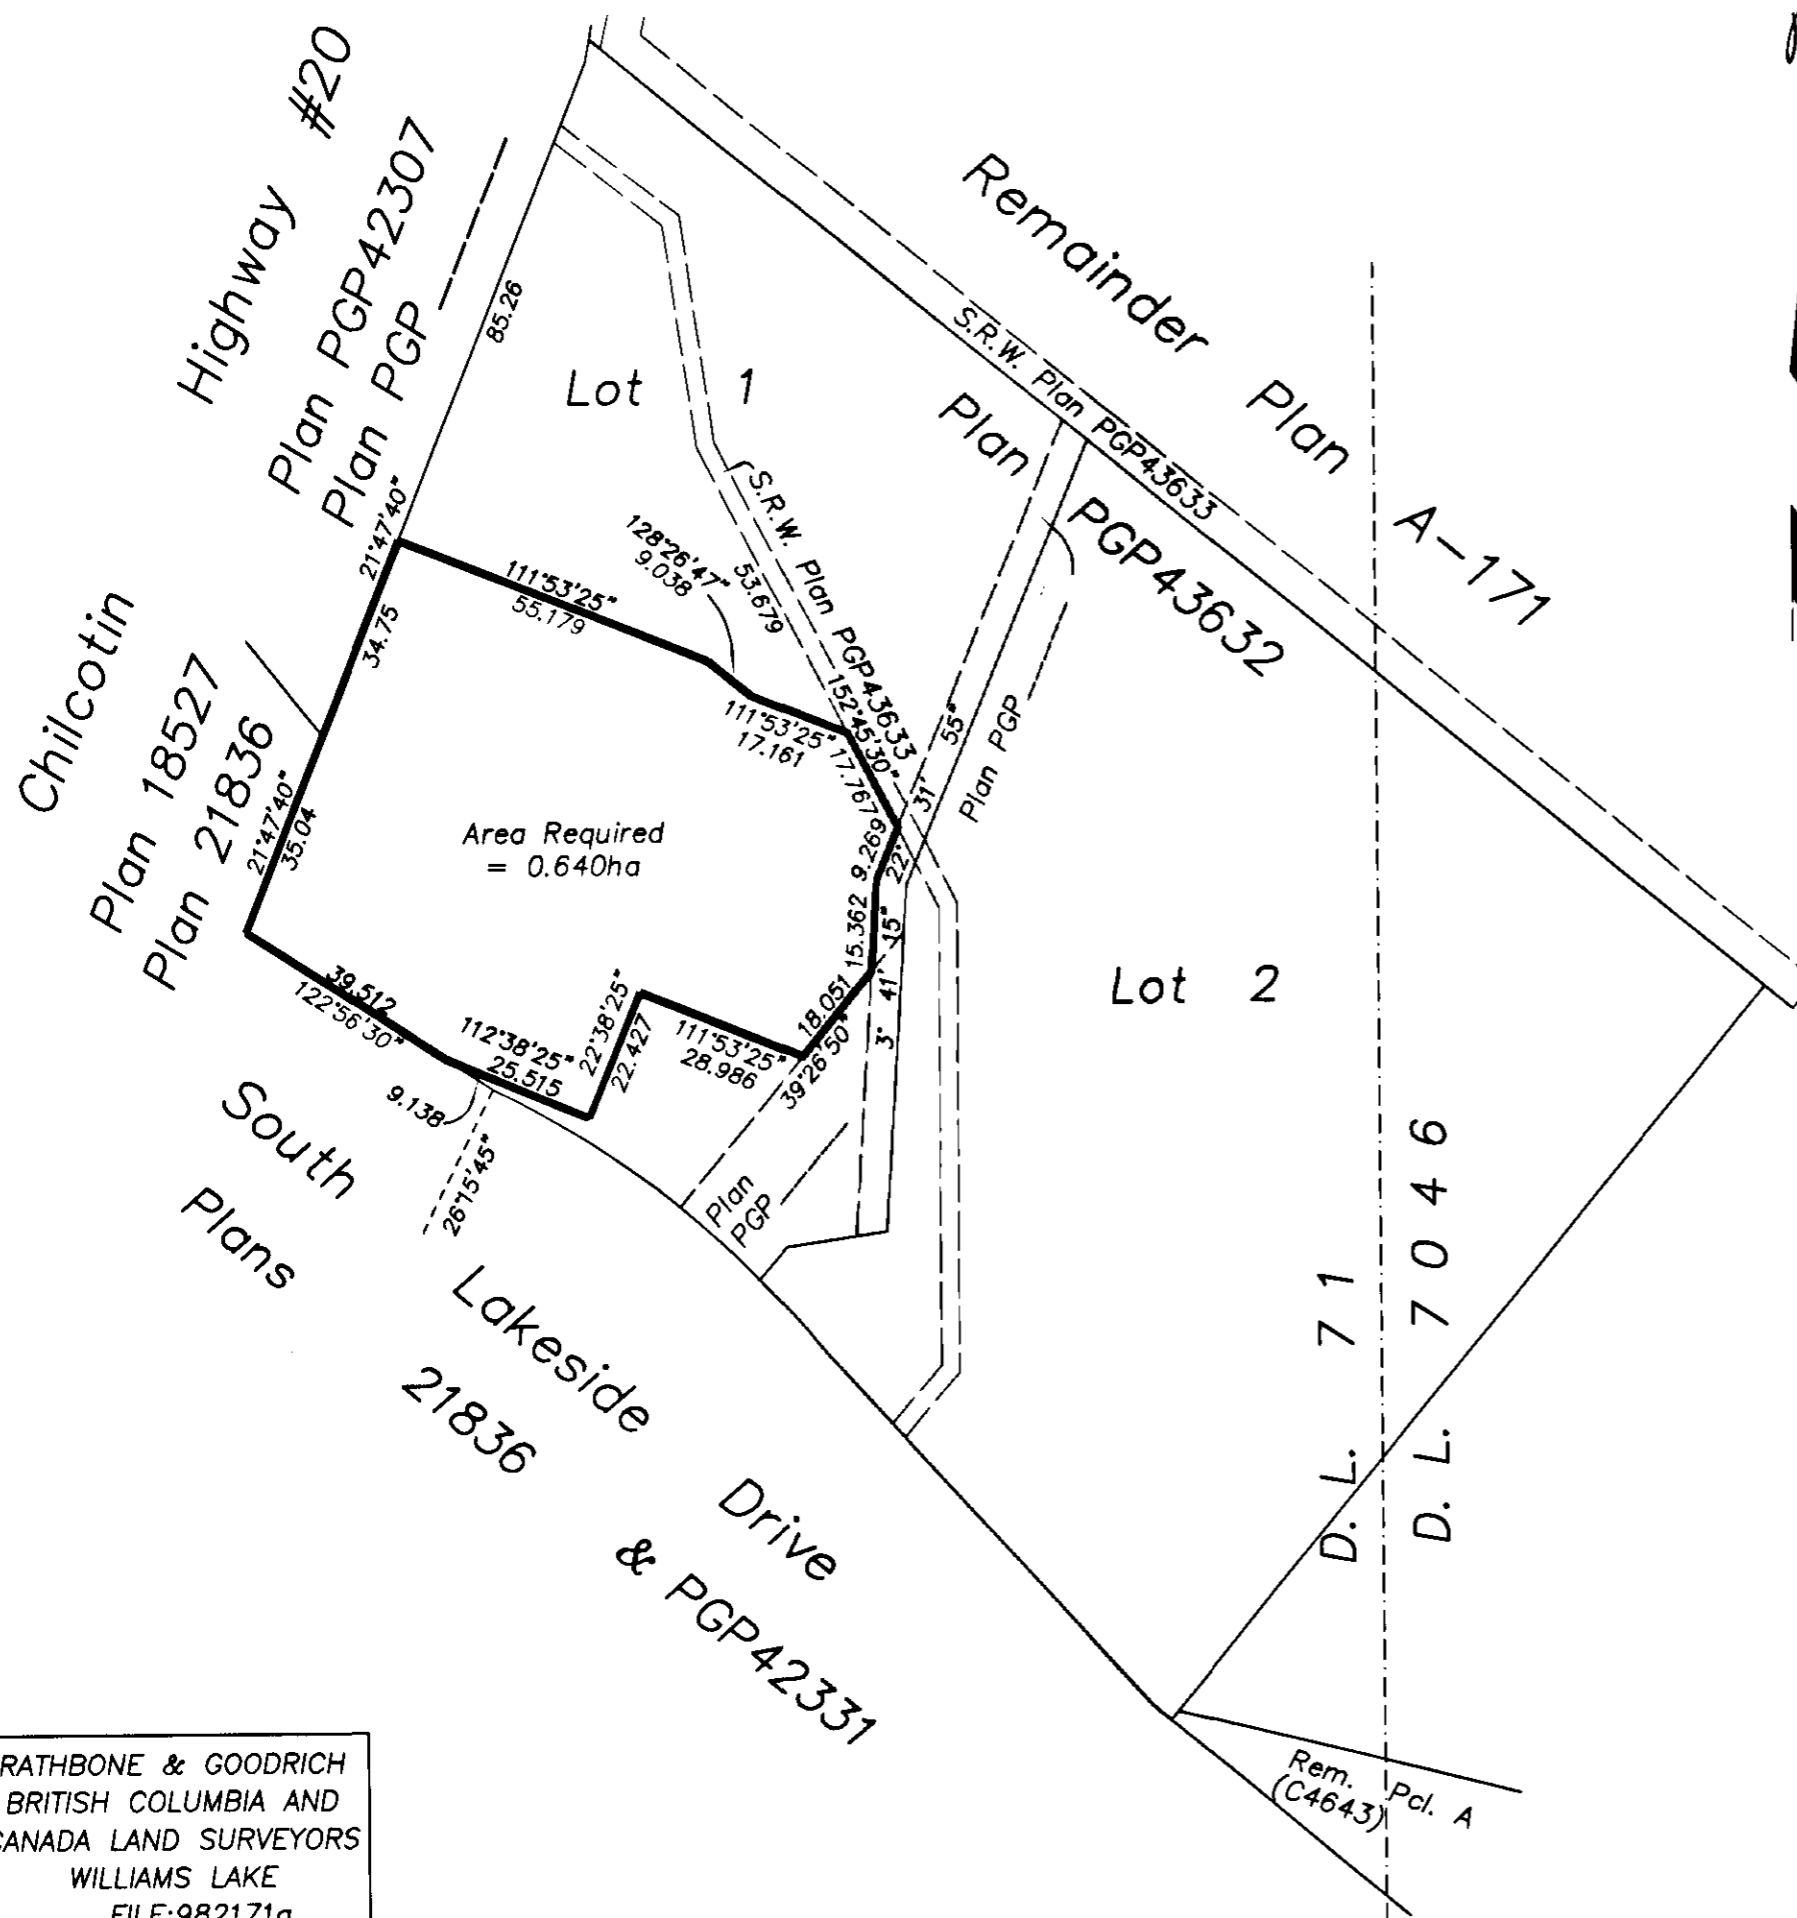 Highway #20
Plan PGP42307
Plan PGP
85.26
Lot 1
Remainder Plan A-171
S.R.W. Plan PGP43633
Plan PGP43632
S.R.W. Plan PGP43633
53.679
21°47'40"
34.75
111°53'25"
55.179
128°26'47"
9.038
111°53'25"
17.161
152°45'30"
17.767
Chilcotin
Plan 18527
Plan 21836
21°47'40"
35.04
Area Required
= 0.640ha
9.269
22° 31' 55"
Plan PGP
15.362
3° 41' 15"
18.051
39°26'50"
Lot 2
39.512
122°56'30"
112°38'25"
25.515
22°38'25"
22.427
111°53'25"
28.986
9.138
26°15'45"
Plan
PGP
South Lakeside Drive
Plans 21836 & PGP42331
D. L. 71
D. L. 7046
Rem. Pcl. A
(C4643)
RATHBONE & GOODRICH
BRITISH COLUMBIA AND
CANADA LAND SURVEYORS
WILLIAMS LAKE
FILE:982171a